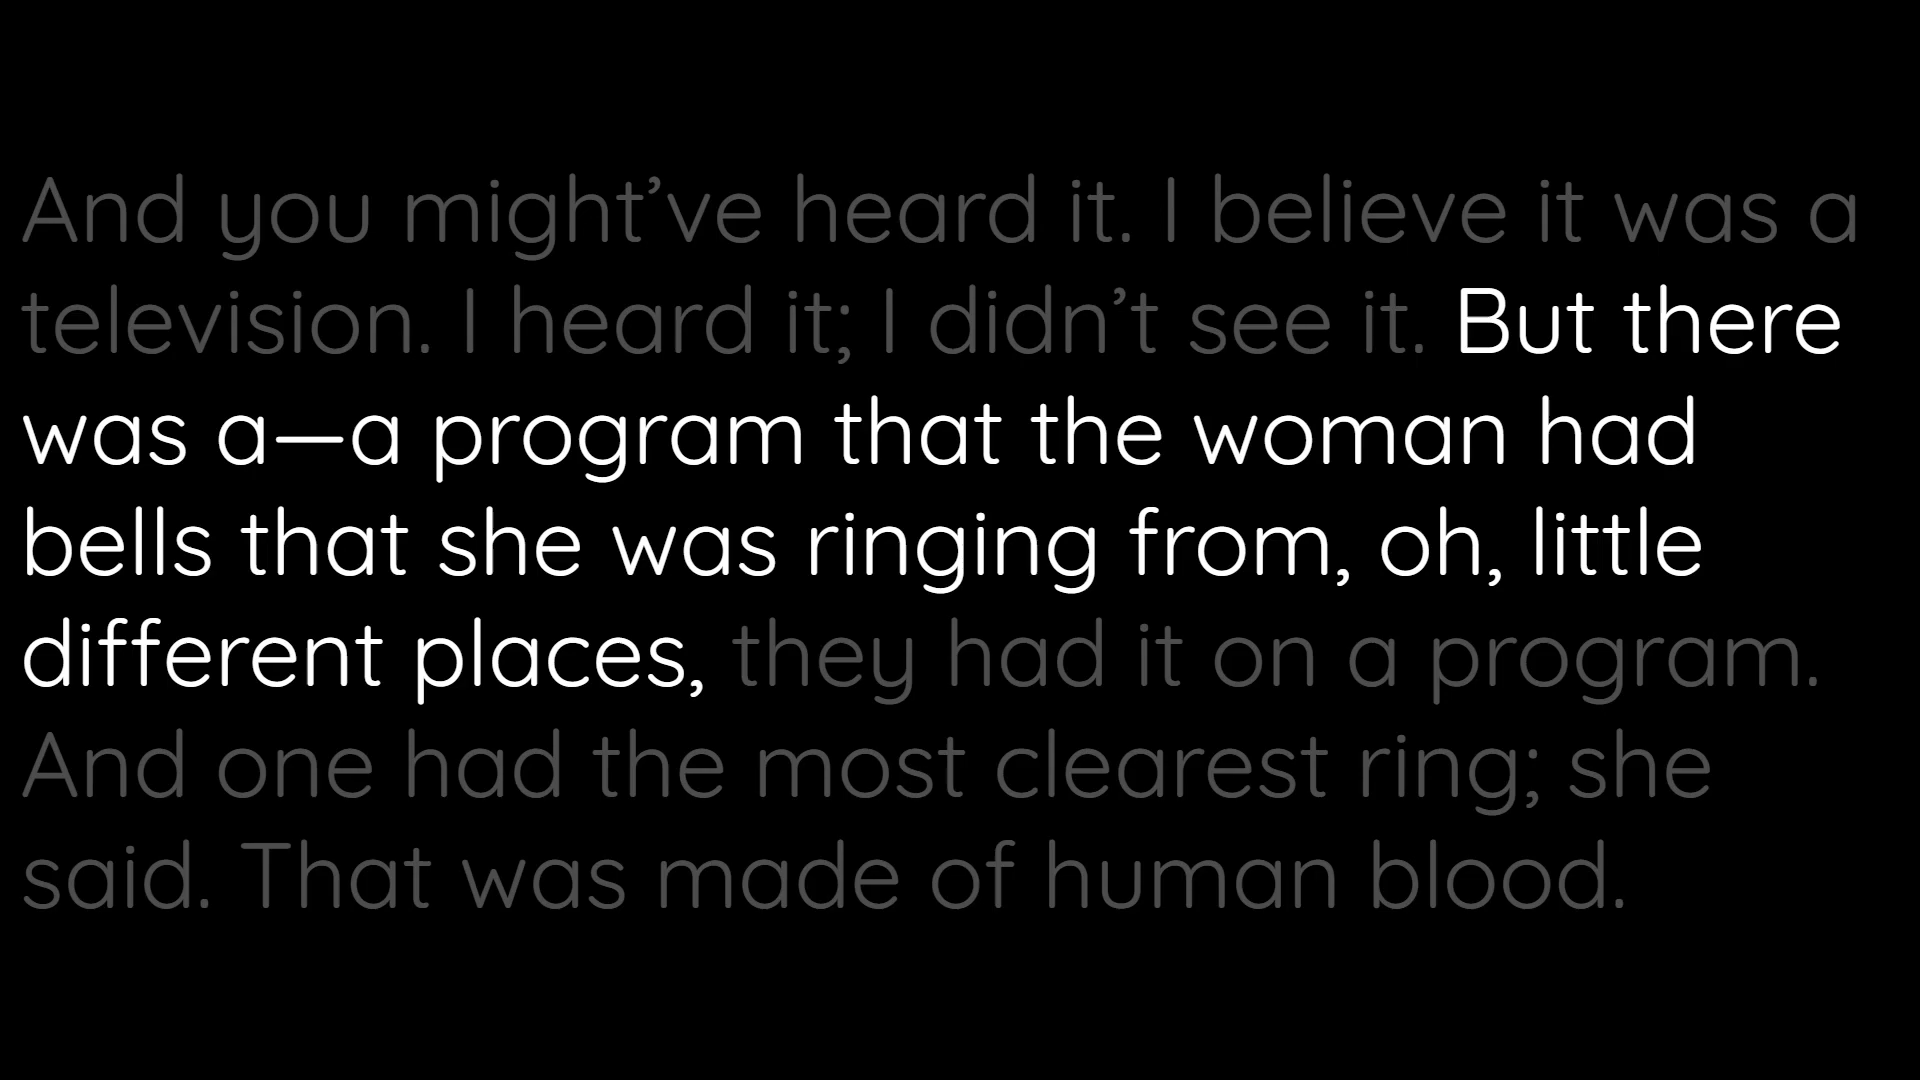 And you might’ve heard it. I believe it was a
television. I heard it; I didn’t see it. But there
was a—a program that the woman had
bells that she was ringing from, oh, little
different places, they had it on a program.
And one had the most clearest ring; she
said. That was made of human blood.